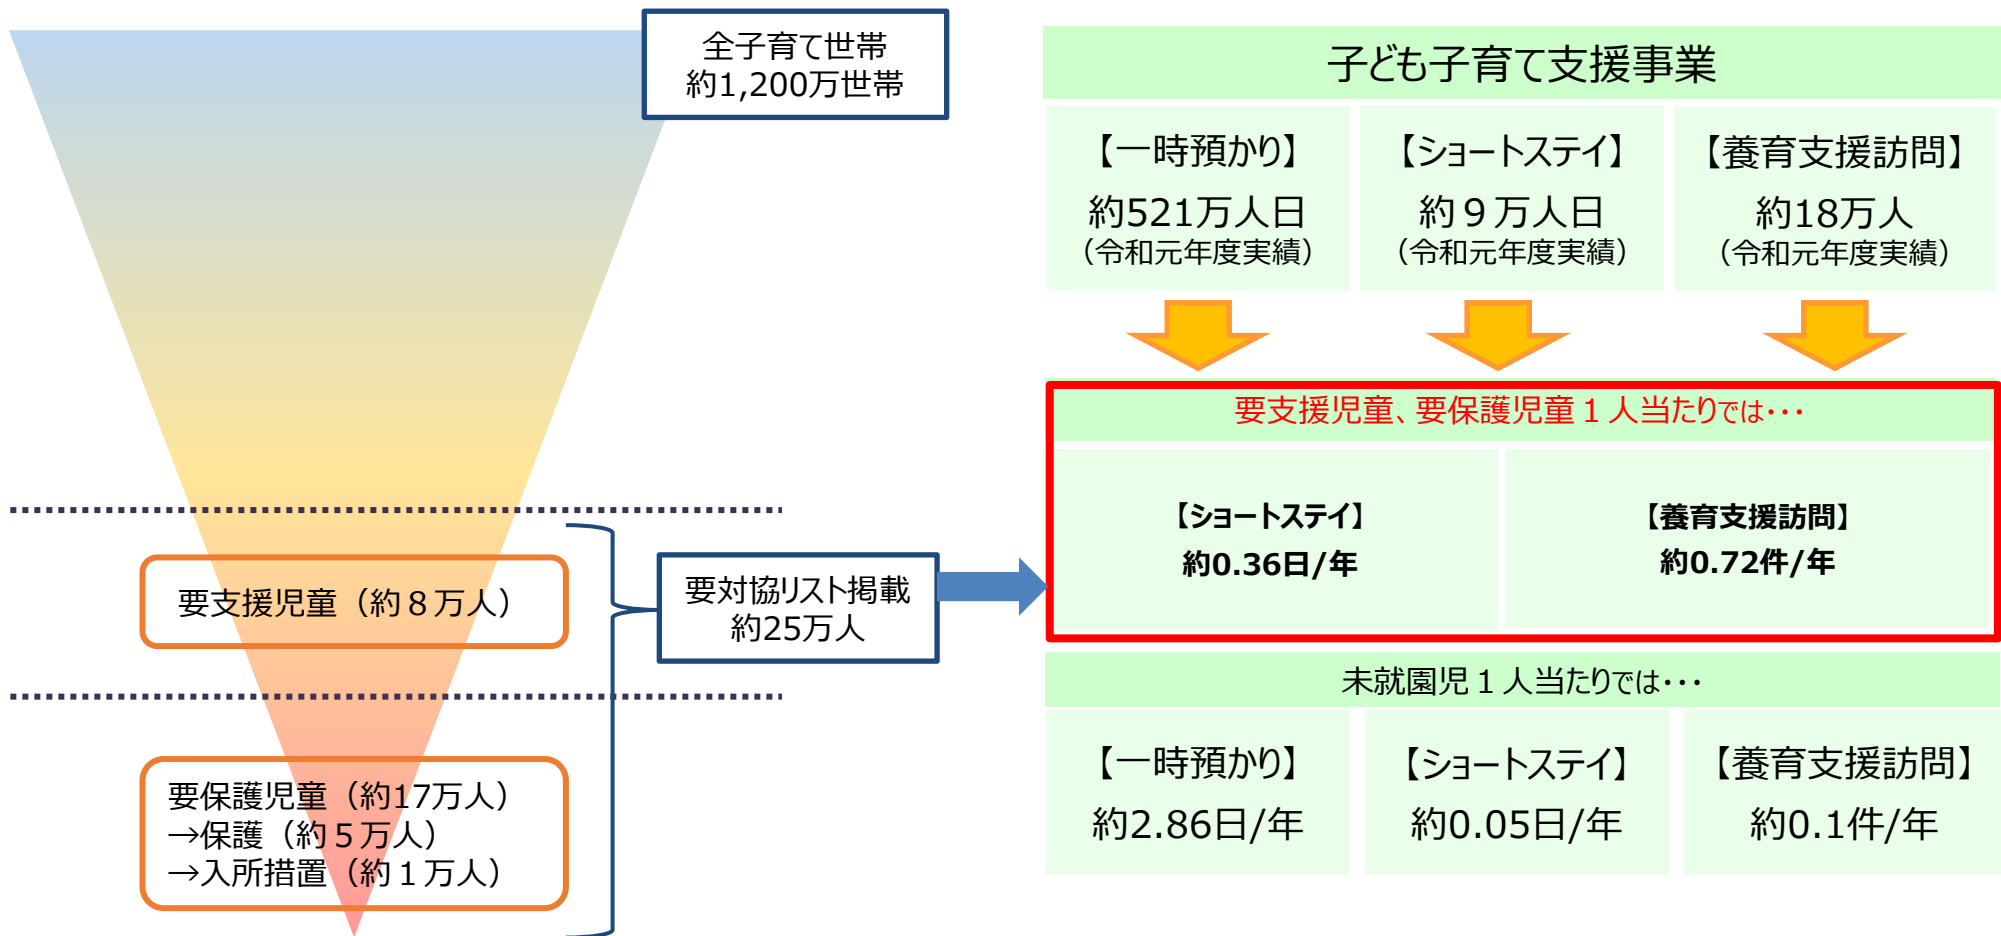 全子育て世帯
約1,200万世帯
要支援児童（約８万人）
要対協リスト掲載
約25万人
要保護児童（約17万人）
→保護（約５万人）
→入所措置（約１万人）
子ども子育て支援事業
【一時預かり】
約521万人日
（令和元年度実績）
【ショートステイ】
約９万人日
（令和元年度実績）
【養育支援訪問】
約18万人
（令和元年度実績）
要支援児童、要保護児童１人当たりでは・・・
【ショートステイ】
約0.36日/年
【養育支援訪問】
約0.72件/年
未就園児１人当たりでは・・・
【一時預かり】
約2.86日/年
【ショートステイ】
約0.05日/年
【養育支援訪問】
約0.1件/年